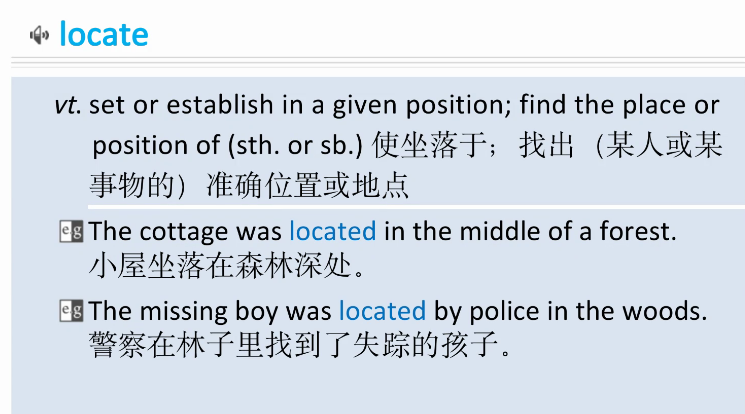 locate
vt. set or establish in a given position; find the place or
position of (sth. or sb.) 使坐落于；找出（某人或某
事物的）准确位置或地点
eg The cottage was located in the middle of a forest.
小屋坐落在森林深处。
eg The missing boy was located by police in the woods.
警察在林子里找到了失踪的孩子。